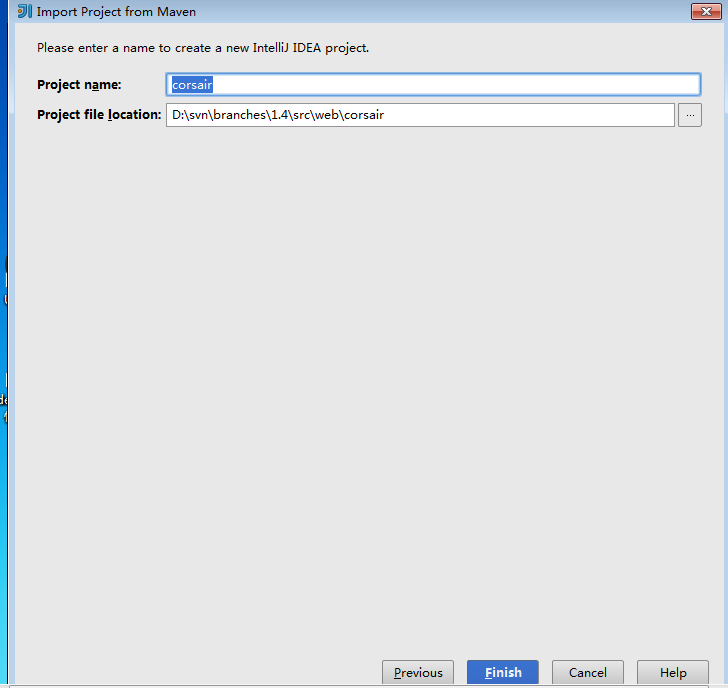 Import Project from Maven
Please enter a name to create a new IntelliJ IDEA project.
Project name: corsair
Project file location: D:\svn\branches\1.4\src\web\corsair ...
Previous Finish Cancel Help